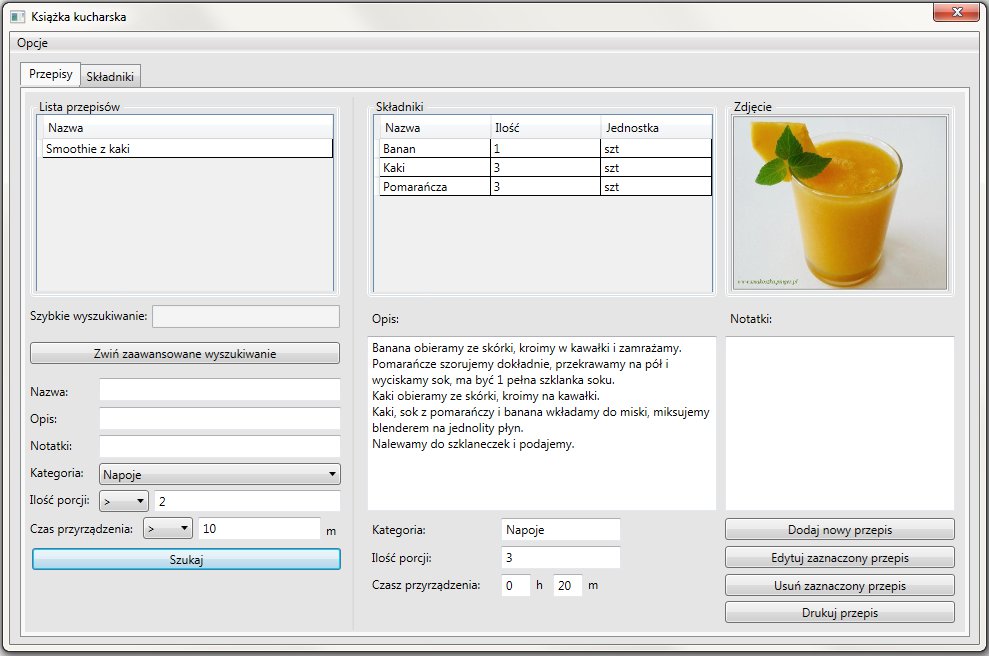 Książka kucharska
Opcje
Przepisy
Składniki
Lista przepisów
Nazwa
Smoothie z kaki
Szybkie wyszukiwanie:
Zwiń zaawansowane wyszukiwanie
Nazwa:
Opis:
Notatki:
Kategoria: Napoje
Ilość porcji: > 2
Czas przyrządzenia: > 10 m
Szukaj
Składniki
Nazwa Ilość Jednostka
Banan 1 szt
Kaki 3 szt
Pomarańcza 3 szt
Opis:
Banana obieramy ze skórki, kroimy w kawałki i zamrażamy.
Pomarańcze szorujemy dokładnie, przekrawamy na pół i
wyciskamy sok, ma być 1 pełna szklanka soku.
Kaki obieramy ze skórki, kroimy na kawałki.
Kaki, sok z pomarańczy i banana wkładamy do miski, miksujemy
blenderem na jednolity płyn.
Nalewamy do szklaneczek i podajemy.
Kategoria: Napoje
Ilość porcji: 3
Czasz przyrządzenia: 0 h 20 m
Zdjęcie
Notatki:
Dodaj nowy przepis
Edytuj zaznaczony przepis
Usuń zaznaczony przepis
Drukuj przepis